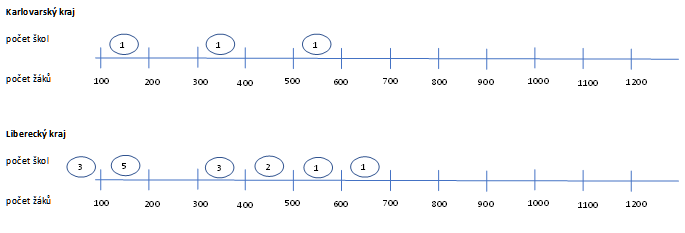 Karlovarský kraj
počet škol 1 1 1
počet žáků 100 200 300 400 500 600 700 800 900 1000 1100 1200
Liberecký kraj
počet škol 3 5 3 2 1 1
počet žáků 100 200 300 400 500 600 700 800 900 1000 1100 1200